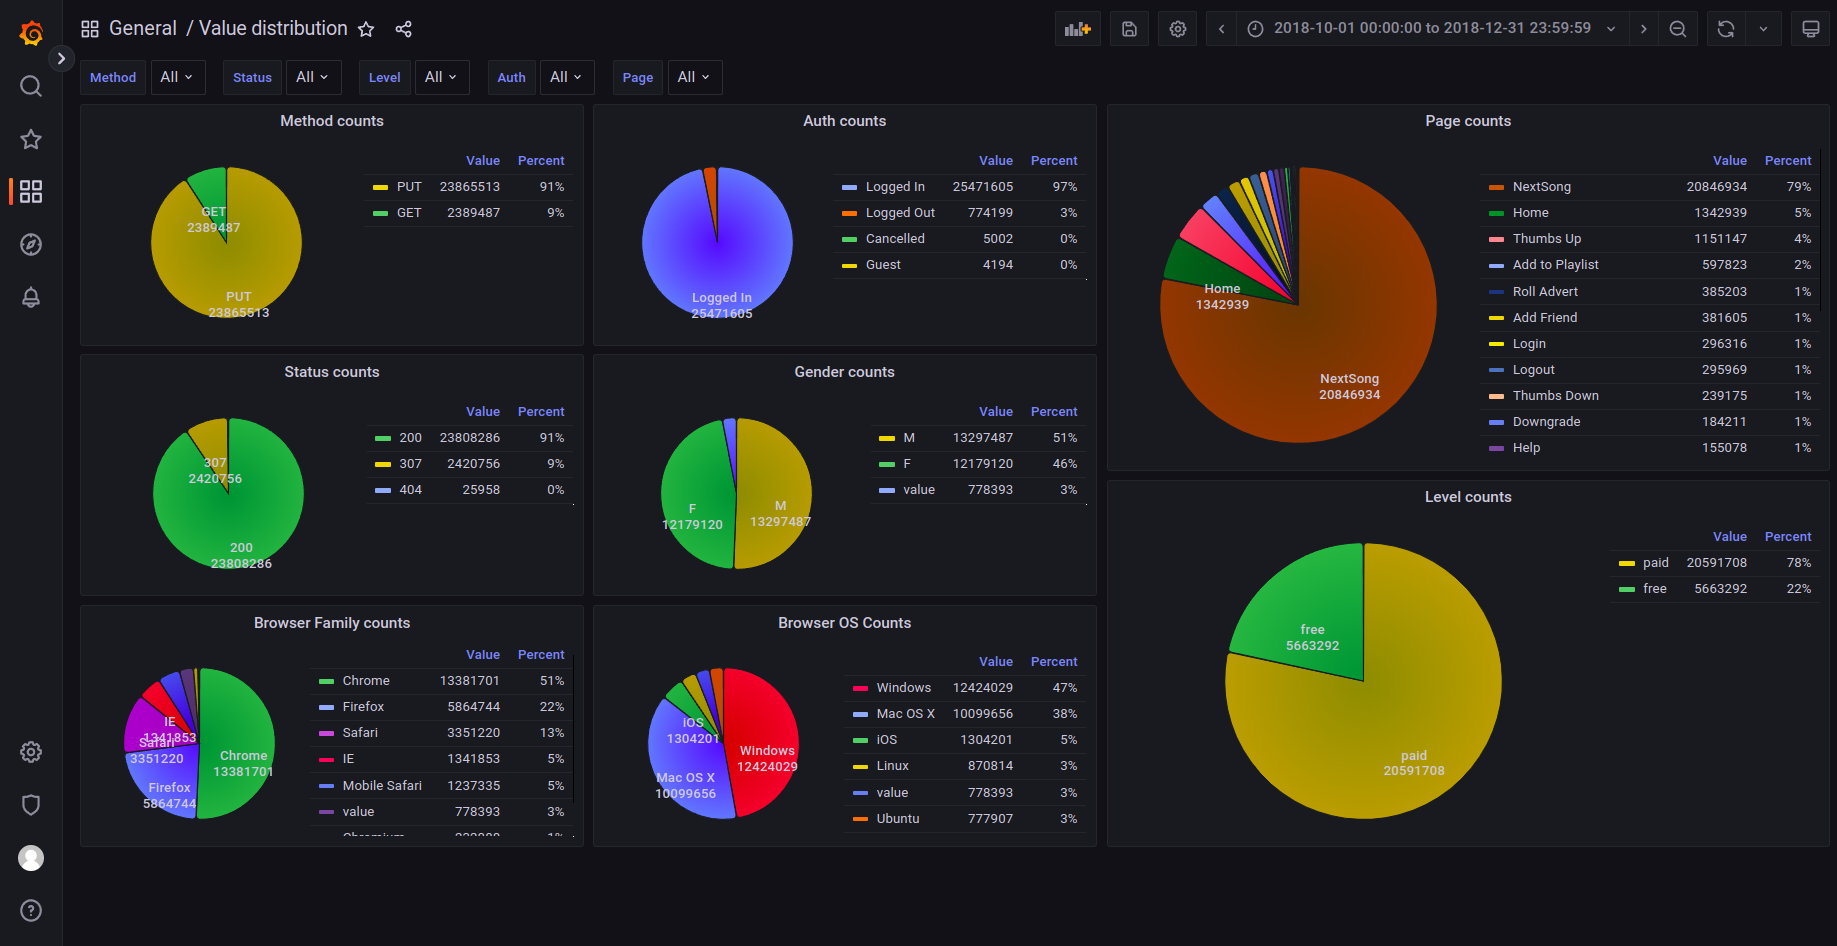 General / Value distribution
2018-10-01 00:00:00 to 2018-12-31 23:59:59
Method All Status All Level All Auth All Page All
Method counts
Value Percent
PUT 23865513 91%
GET 2389487 9%
GET
2389487
PUT
23865513
Auth counts
Value Percent
Logged In 25471605 97%
Logged Out 774199 3%
Cancelled 5002 0%
Guest 4194 0%
Logged In
25471605
Page counts
Value Percent
NextSong 20846934 79%
Home 1342939 5%
Thumbs Up 1151147 4%
Add to Playlist 597823 2%
Roll Advert 385203 1%
Add Friend 381605 1%
Login 296316 1%
Logout 295969 1%
Thumbs Down 239175 1%
Downgrade 184211 1%
Help 155078 1%
Home
1342939
NextSong
20846934
Status counts
Value Percent
200 23808286 91%
307 2420756 9%
404 25958 0%
307
2420756
200
23808286
Gender counts
Value Percent
M 13297487 51%
F 12179120 46%
value 778393 3%
F
12179120
M
13297487
Level counts
Value Percent
paid 20591708 78%
free 5663292 22%
free
5663292
paid
20591708
Browser Family counts
Value Percent
Chrome 13381701 51%
Firefox 5864744 22%
Safari 3351220 13%
IE 1341853 5%
Mobile Safari 1237335 5%
value 778393 3%
IE
1341853
Safari
3351220
Chrome
13381701
Firefox
5864744
Browser OS Counts
Value Percent
Windows 12424029 47%
Mac OS X 10099656 38%
iOS 1304201 5%
Linux 870814 3%
value 778393 3%
Ubuntu 777907 3%
iOS
1304201
Windows
12424029
Mac OS X
10099656